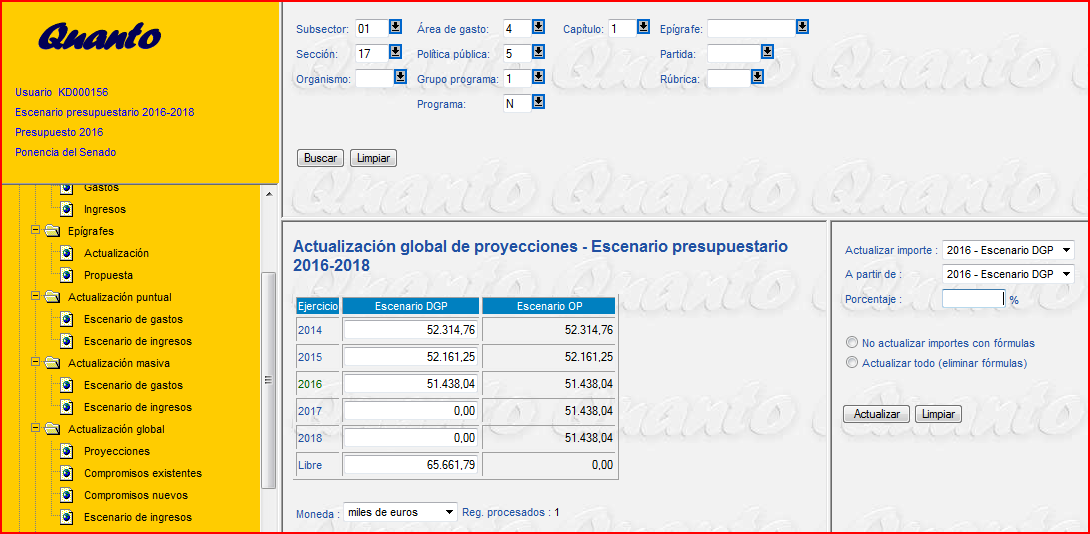 Quanto
Usuario KD000156
Escenario presupuestario 2016-2018
Presupuesto 2016
Ponencia del Senado
Gastos
Ingresos
Epígrafes
Actualización
Propuesta
Actualización puntual
Escenario de gastos
Escenario de ingresos
Actualización masiva
Escenario de gastos
Escenario de ingresos
Actualización global
Proyecciones
Compromisos existentes
Compromisos nuevos
Escenario de ingresos
Subsector: 01 Área de gasto: 4 Capítulo: 1 Epígrafe:
Sección: 17 Política pública: 5 Partida:
Organismo: Grupo programa: 1 Rúbrica:
Programa: N
Buscar Limpiar
Actualización global de proyecciones - Escenario presupuestario
2016-2018
Ejercicio Escenario DGP Escenario OP
2014 52.314,76 52.314,76
2015 52.161,25 52.161,25
2016 51.438,04 51.438,04
2017 0,00 51.438,04
2018 0,00 51.438,04
Libre 65.661,79 0,00
Moneda : miles de euros Reg. procesados : 1
Actualizar importe : 2016 - Escenario DGP
A partir de : 2016 - Escenario DGP
Porcentaje : %
No actualizar importes con fórmulas
Actualizar todo (eliminar fórmulas)
Actualizar Limpiar